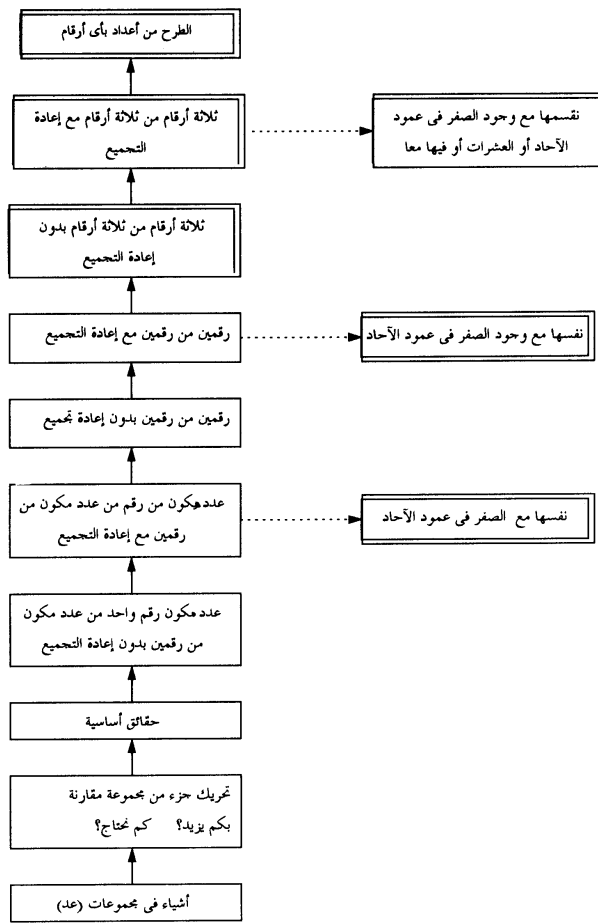 الطرح من أعداد بأى أرقام
ثلاثة أرقام من ثلاثة أرقام مع إعادة
التجميع
نقسمها مع وجود الصفر فى عمود
الآحاد أو العشرات أو فيها معا
ثلاثة أرقام من ثلاثة أرقام بدون
إعادة التجميع
رقمين من رقمين مع إعادة التجميع
نفسها مع وجود الصفر فى عمود الآحاد
رقمين من رقمين بدون إعادة تجميع
عدد مكون من رقم من عدد مكون من
رقمين مع إعادة التجميع
نفسها مع الصفر فى عمود الآحاد
عدد مكون رقم واحد من عدد مكون
من رقمين بدون إعادة التجميع
حقائق أساسية
تحريك جزء من مجموعة مقارنة
بكم يزيد؟ كم نحتاج؟
أشياء فى مجموعات (عد)